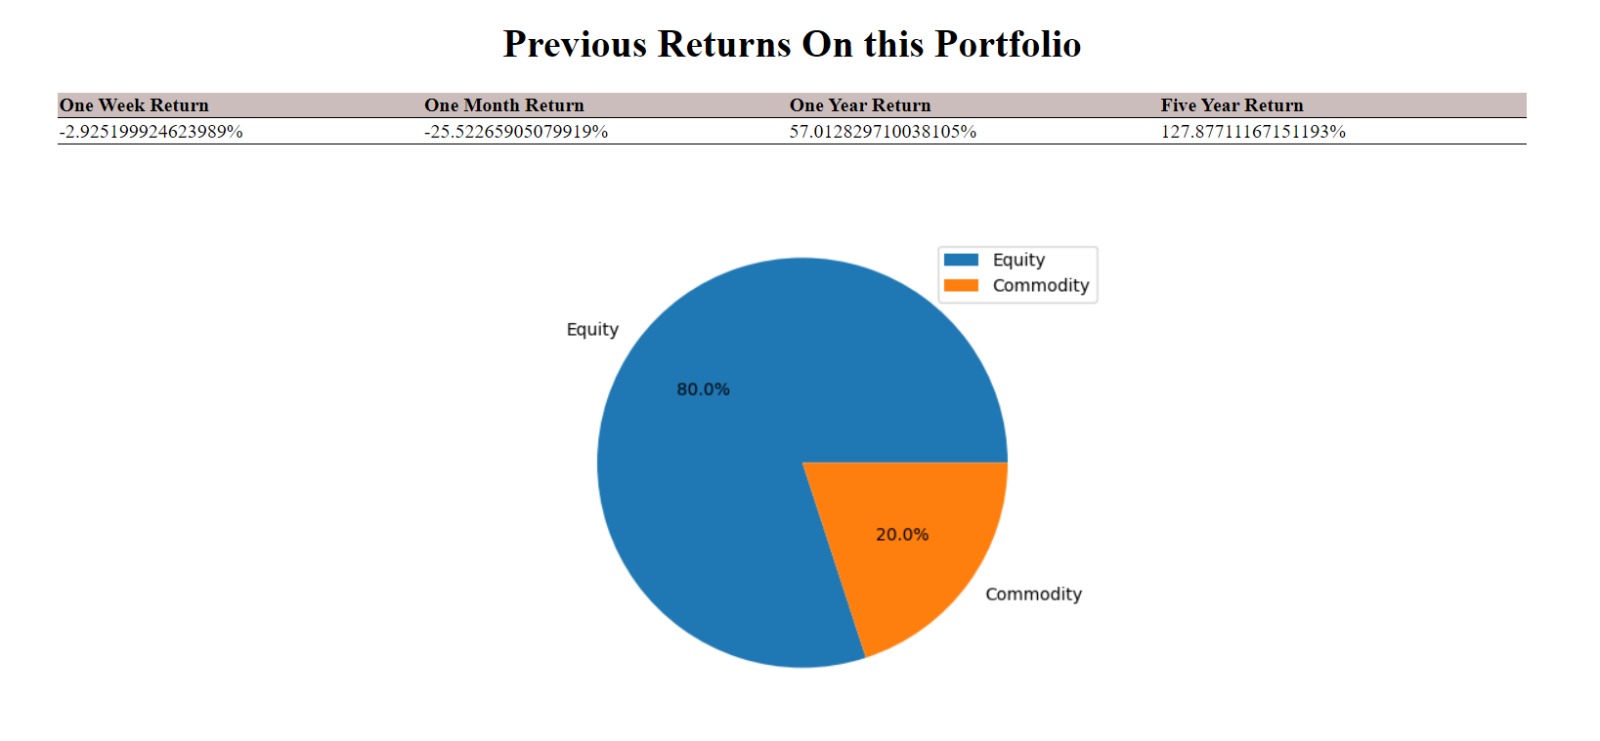 Previous Returns On this Portfolio
One Week Return One Month Return One Year Return Five Year Return
-2.925199924623989% -25.52265905079919% 57.012829710038105% 127.87711167151193%
Equity
Commodity
Equity
80.0%
20.0%
Commodity